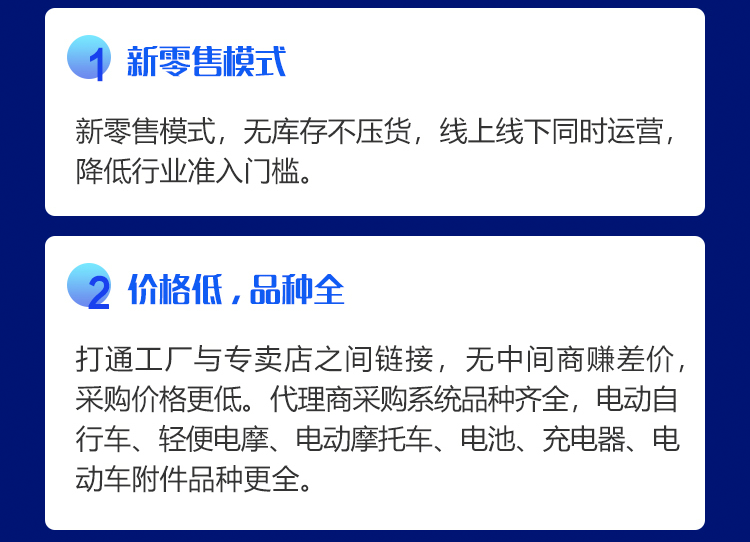 1 新零售模式
新零售模式，无库存不压货，线上线下同时运营，
降低行业准入门槛。
2 价格低，品种全
打通工厂与专卖店之间链接，无中间商赚差价，
采购价格更低。代理商采购系统品种齐全，电动自
行车、轻便电摩、电动摩托车、电池、充电器、电
动车附件品种更全。